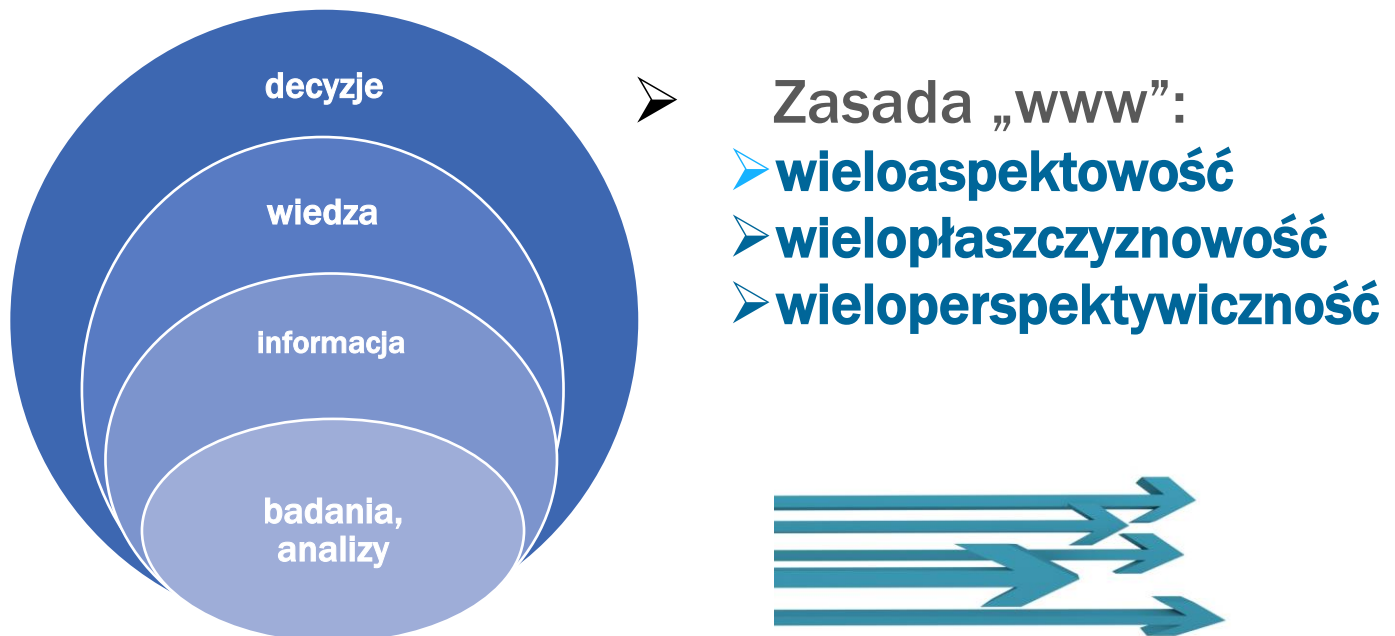 decyzje
wiedza
informacja
badania,
analizy
Zasada „www”:
wieloaspektowość
wielopłaszczyznowość
wieloperspektywiczność